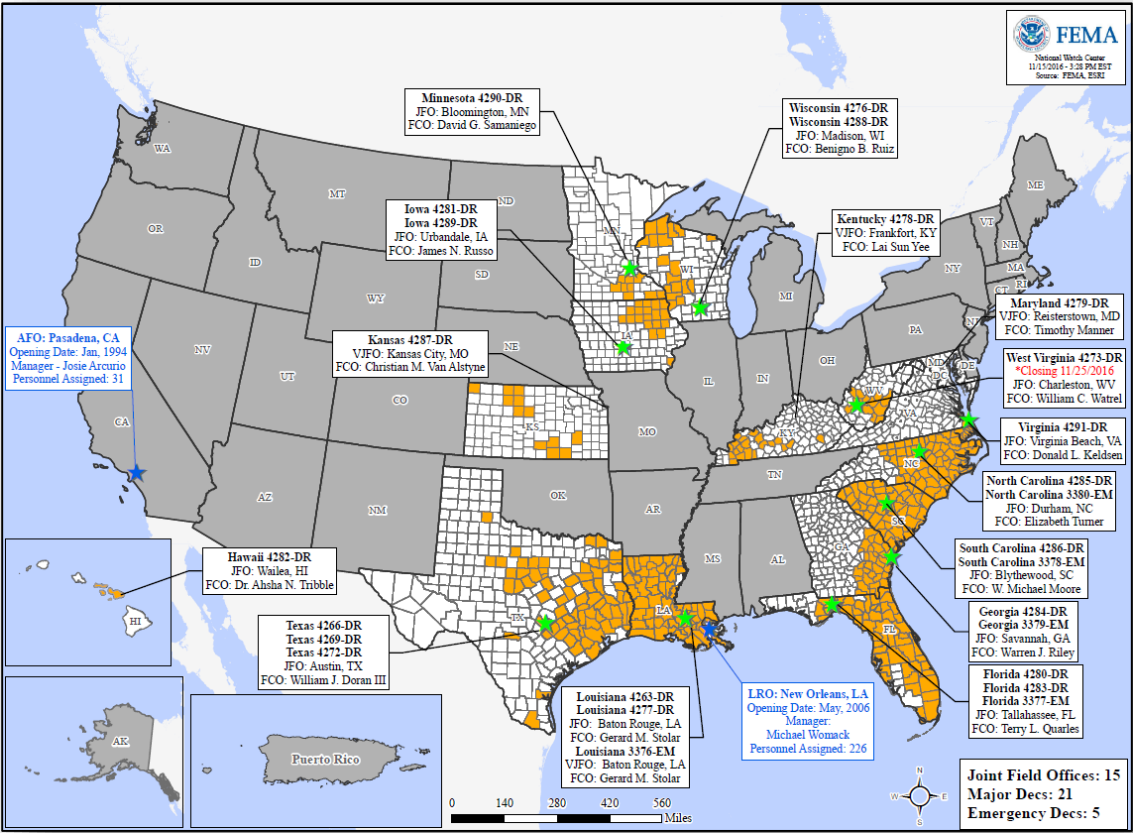 FEMA
National Watch Center
11/15/2016 - 3:28 PM EST
Source: FEMA, ESRI
Minnesota 4290-DR
JFO: Bloomington, MN
FCO: David G. Samaniego
Wisconsin 4276-DR
Wisconsin 4288-DR
JFO: Madison, WI
FCO: Benigno B. Ruiz
Iowa 4281-DR
Iowa 4289-DR
JFO: Urbandale, IA
FCO: James N. Russo
Kentucky 4278-DR
VJFO: Frankfort, KY
FCO: Lai Sun Yee
Maryland 4279-DR
VJFO: Reisterstown, MD
FCO: Timothy Manner
AFO: Pasadena, CA
Opening Date: Jan, 1994
Manager - Josie Arcurio
Personnel Assigned: 31
Kansas 4287-DR
VJFO: Kansas City, MO
FCO: Christian M. Van Alstyne
West Virginia 4273-DR
*Closing 11/25/2016
JFO: Charleston, WV
FCO: William C. Watrel
Virginia 4291-DR
JFO: Virginia Beach, VA
FCO: Donald L. Keldsen
North Carolina 4285-DR
North Carolina 3380-EM
JFO: Durham, NC
FCO: Elizabeth Turner
South Carolina 4286-DR
South Carolina 3378-EM
JFO: Blythewood, SC
FCO: W. Michael Moore
Hawaii 4282-DR
JFO: Wailea, HI
FCO: Dr. Ahsha N. Tribble
Georgia 4284-DR
Georgia 3379-EM
JFO: Savannah, GA
FCO: Warren J. Riley
Texas 4266-DR
Texas 4269-DR
Texas 4272-DR
JFO: Austin, TX
FCO: William J. Doran III
Florida 4280-DR
Florida 4283-DR
Florida 3377-EM
JFO: Tallahassee, FL
FCO: Terry L. Quarles
Louisiana 4263-DR
Louisiana 4277-DR
JFO: Baton Rouge, LA
FCO: Gerard M. Stolar
Louisiana 3376-EM
VJFO: Baton Rouge, LA
FCO: Gerard M. Stolar
LRO: New Orleans, LA
Opening Date: May, 2006
Manager:
Michael Womack
Personnel Assigned: 226
WA
MT
ND
MN
ME
VT
NH
OR
ID
SD
WI
NY
MA
RI
CT
WY
MI
PA
NJ
NV
UT
NE
IA
IL
IN
OH
MD
DE
DC
WV
VA
CA
CO
KS
MO
KY
AZ
NM
OK
AR
TN
NC
SC
MS
AL
GA
TX
LA
FL
HI
AK
Puerto Rico
N
W
E
S
0
140
280
420
560
Miles
Joint Field Offices: 15
Major Decs: 21
Emergency Decs: 5